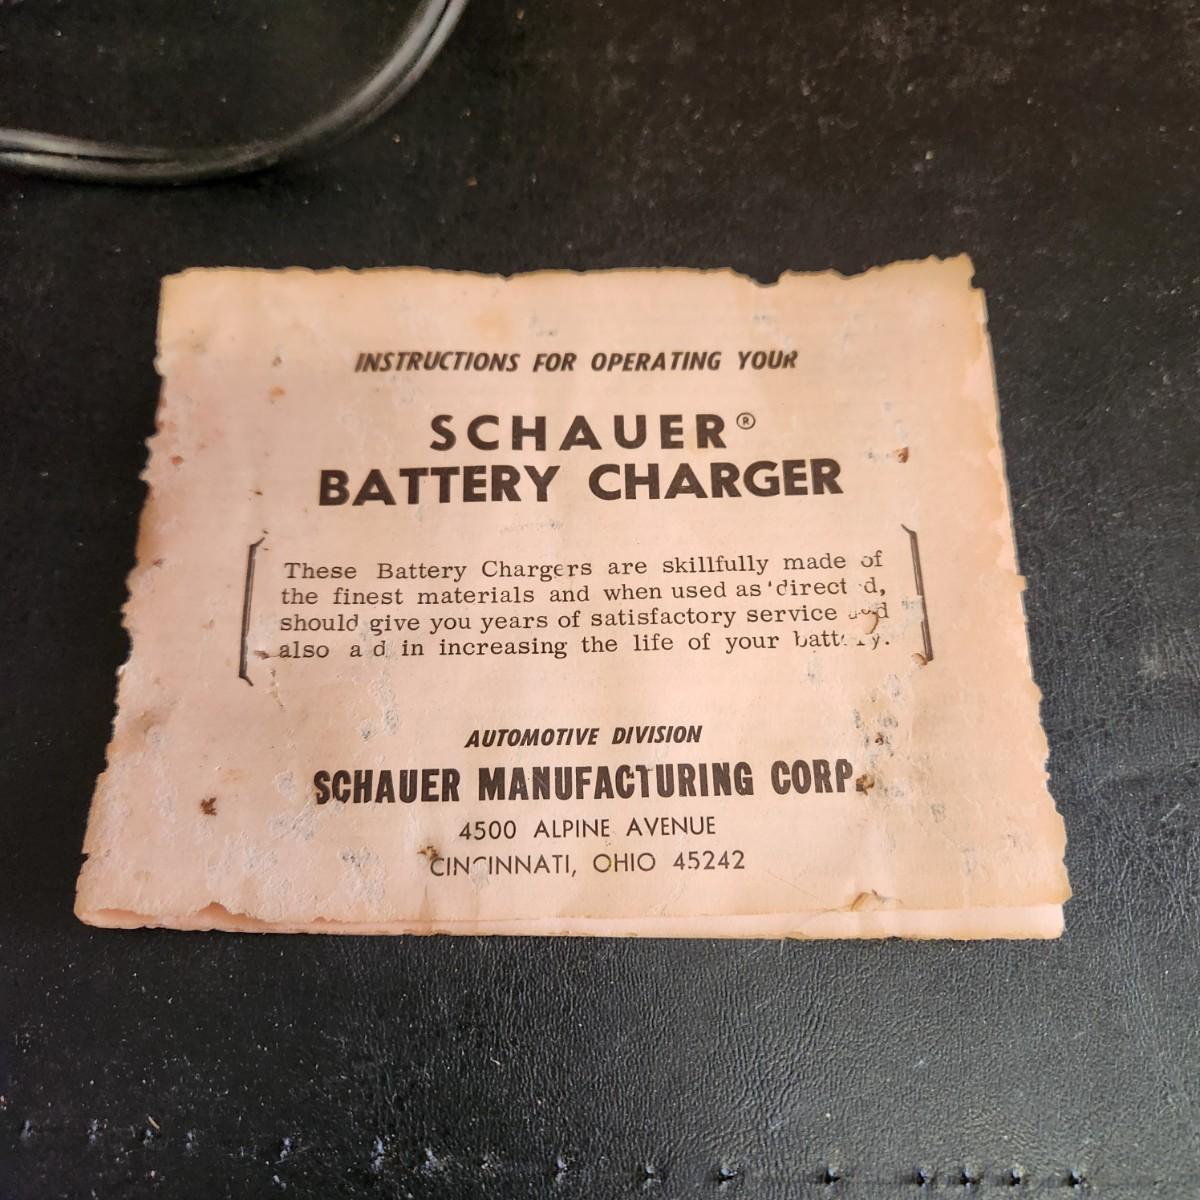 INSTRUCTIONS FOR OPERATING YOUR
SCHAUER®
BATTERY CHARGER
These Battery Chargers are skillfully made of
the finest materials and when used as directed,
should give you years of satisfactory service and
also aid in increasing the life of your battery.
AUTOMOTIVE DIVISION
SCHAUER MANUFACTURING CORP.
4500 ALPINE AVENUE
CINCINNATI, OHIO 45242